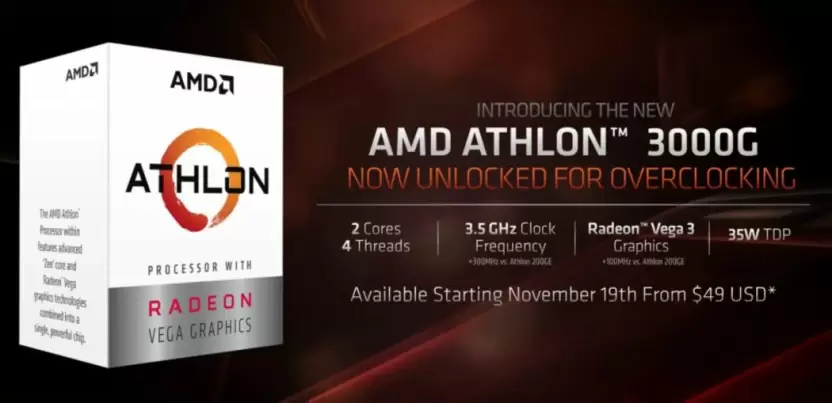 AMD
The AMD Athlon™
Processor within
features advanced
'Zen' core and
Radeon™ Vega
graphics technologies
combined into a
single, powerful chip.
AMD
ATHLON
PROCESSOR WITH
RADEON
VEGA GRAPHICS
INTRODUCING THE NEW
AMD ATHLON™ 3000G
NOW UNLOCKED FOR OVERCLOCKING
2 Cores
4 Threads
3.5 GHz Clock
Frequency
+300MHz vs. Athlon 200GE
Radeon™ Vega 3
Graphics
+100MHz vs. Athlon 200GE
35W TDP
Available Starting November 19th From $49 USD*